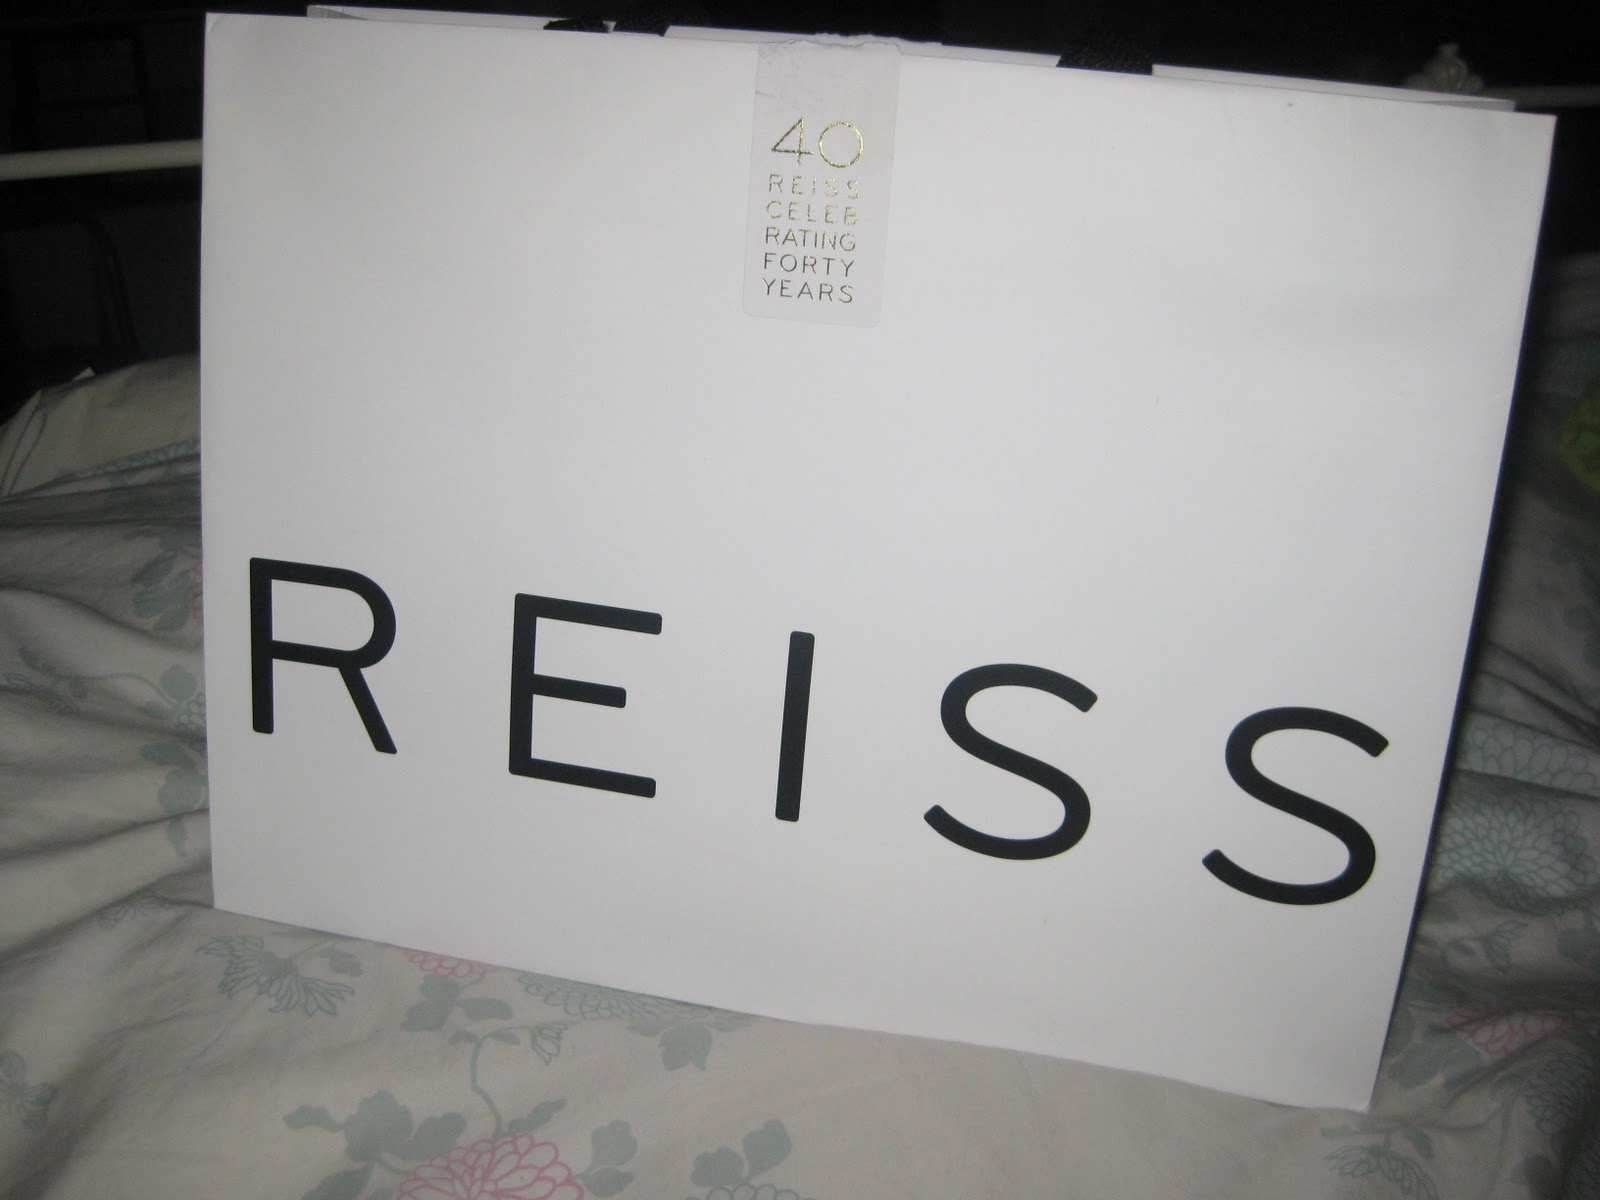 40
REISS
CELEB
RATING
FORTY
YEARS
REISS